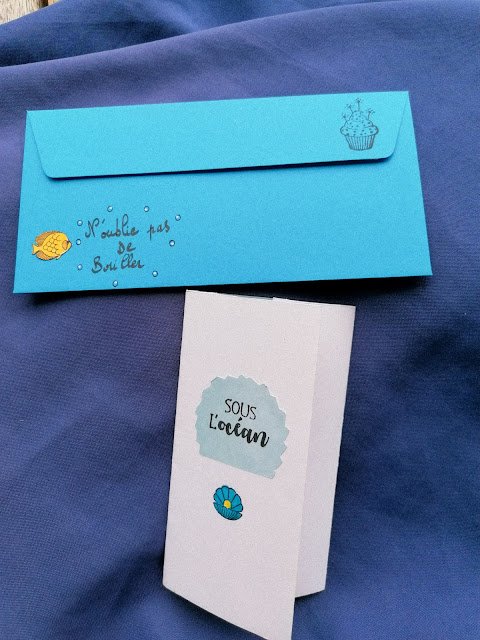 N'oublie pas
de
Bouller
SOUS
L'océan